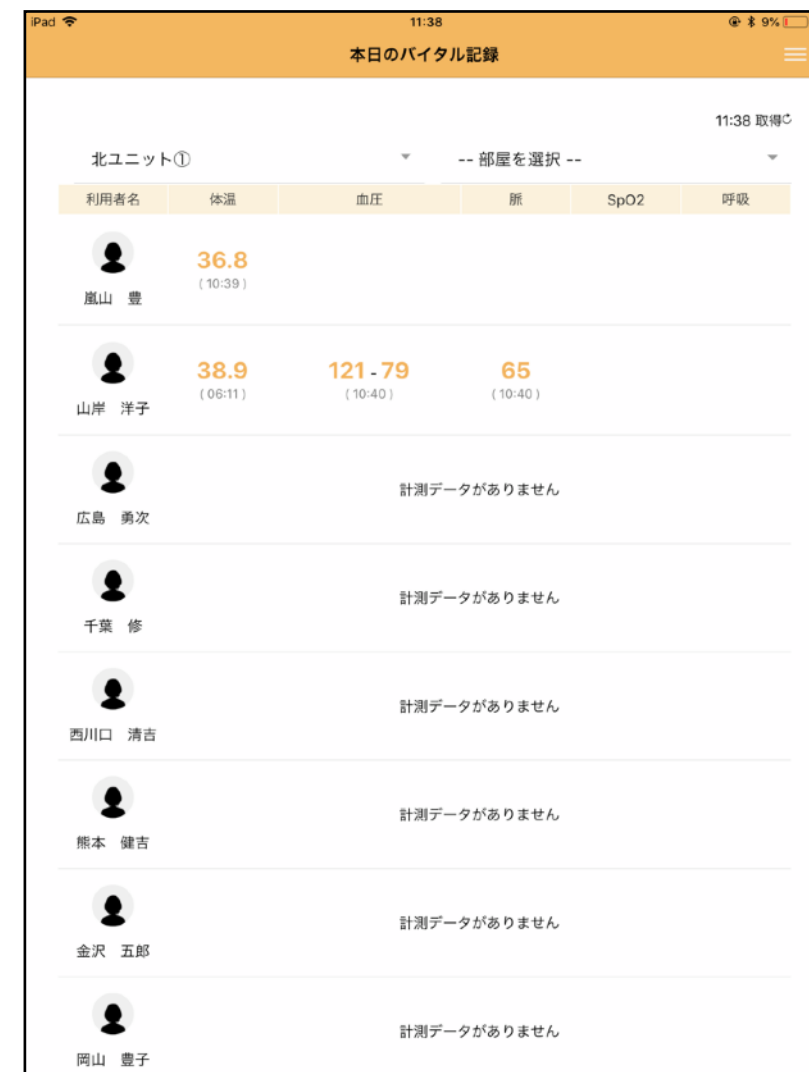 iPad 11:38 9%
本日のバイタル記録
11:38 取得
北ユニット① -- 部屋を選択 --
利用者名 体温 血圧 脈 SpO2 呼吸
36.8
(10:39)
嵐山 豊
38.9 121 - 79 65
(06:11) (10:40) (10:40)
山岸 洋子
計測データがありません
広島 勇次
計測データがありません
千葉 修
計測データがありません
西川口 清吉
計測データがありません
熊本 健吉
計測データがありません
金沢 五郎
計測データがありません
岡山 豊子